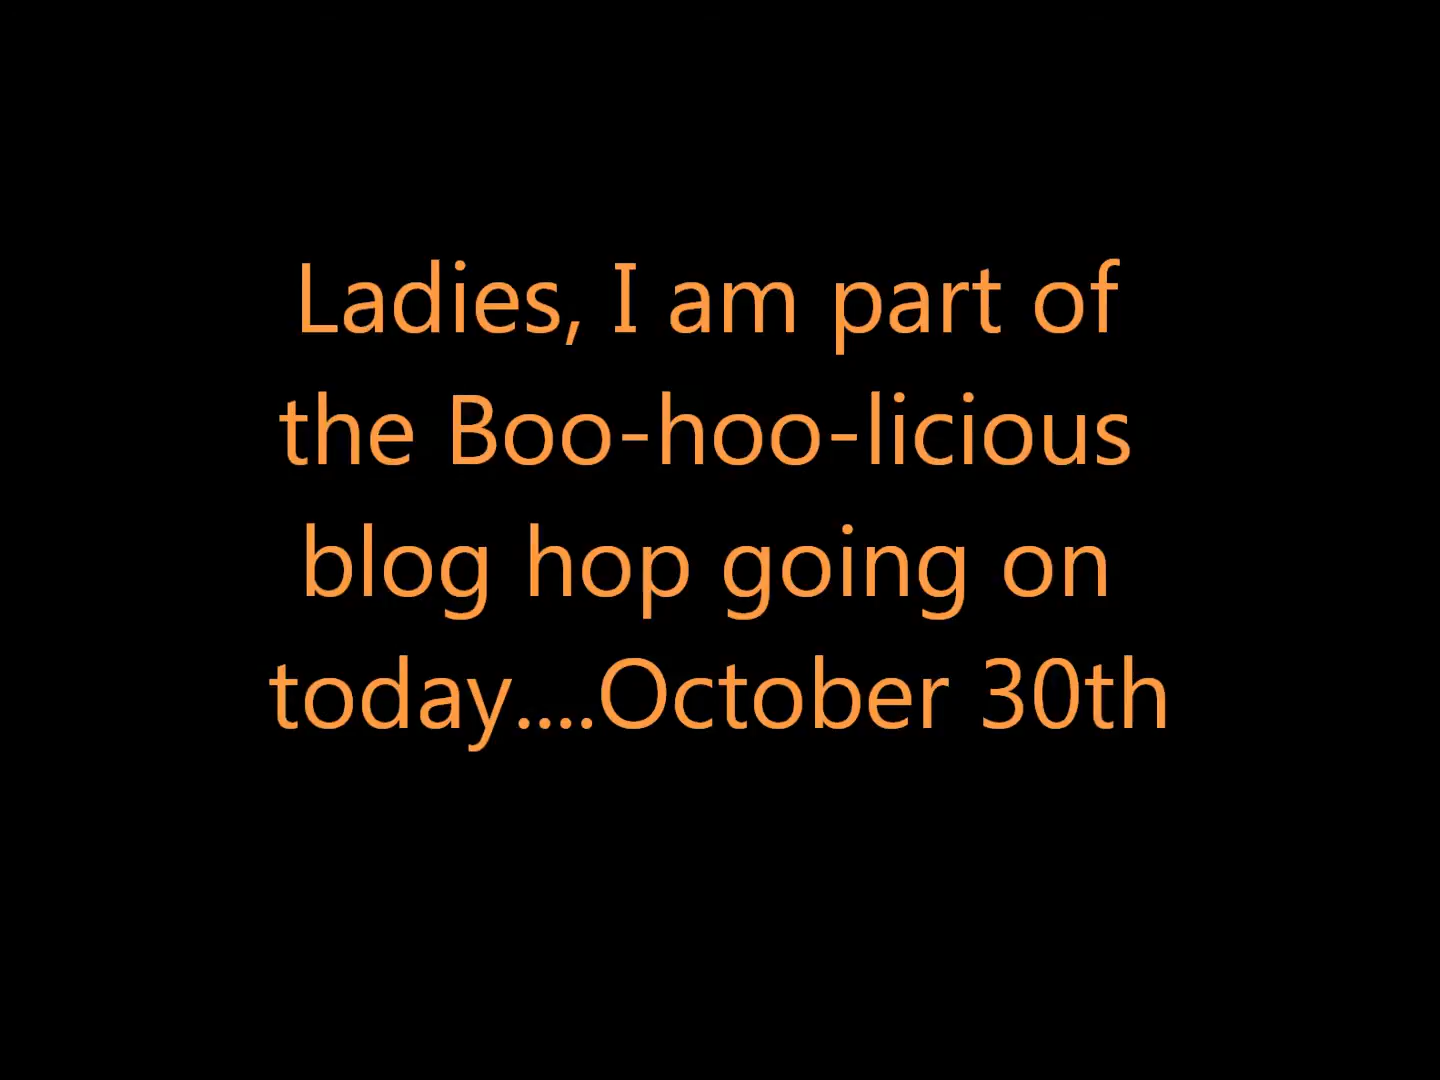 Ladies, I am part of
the Boo-hoo-licious
blog hop going on
today....October 30th